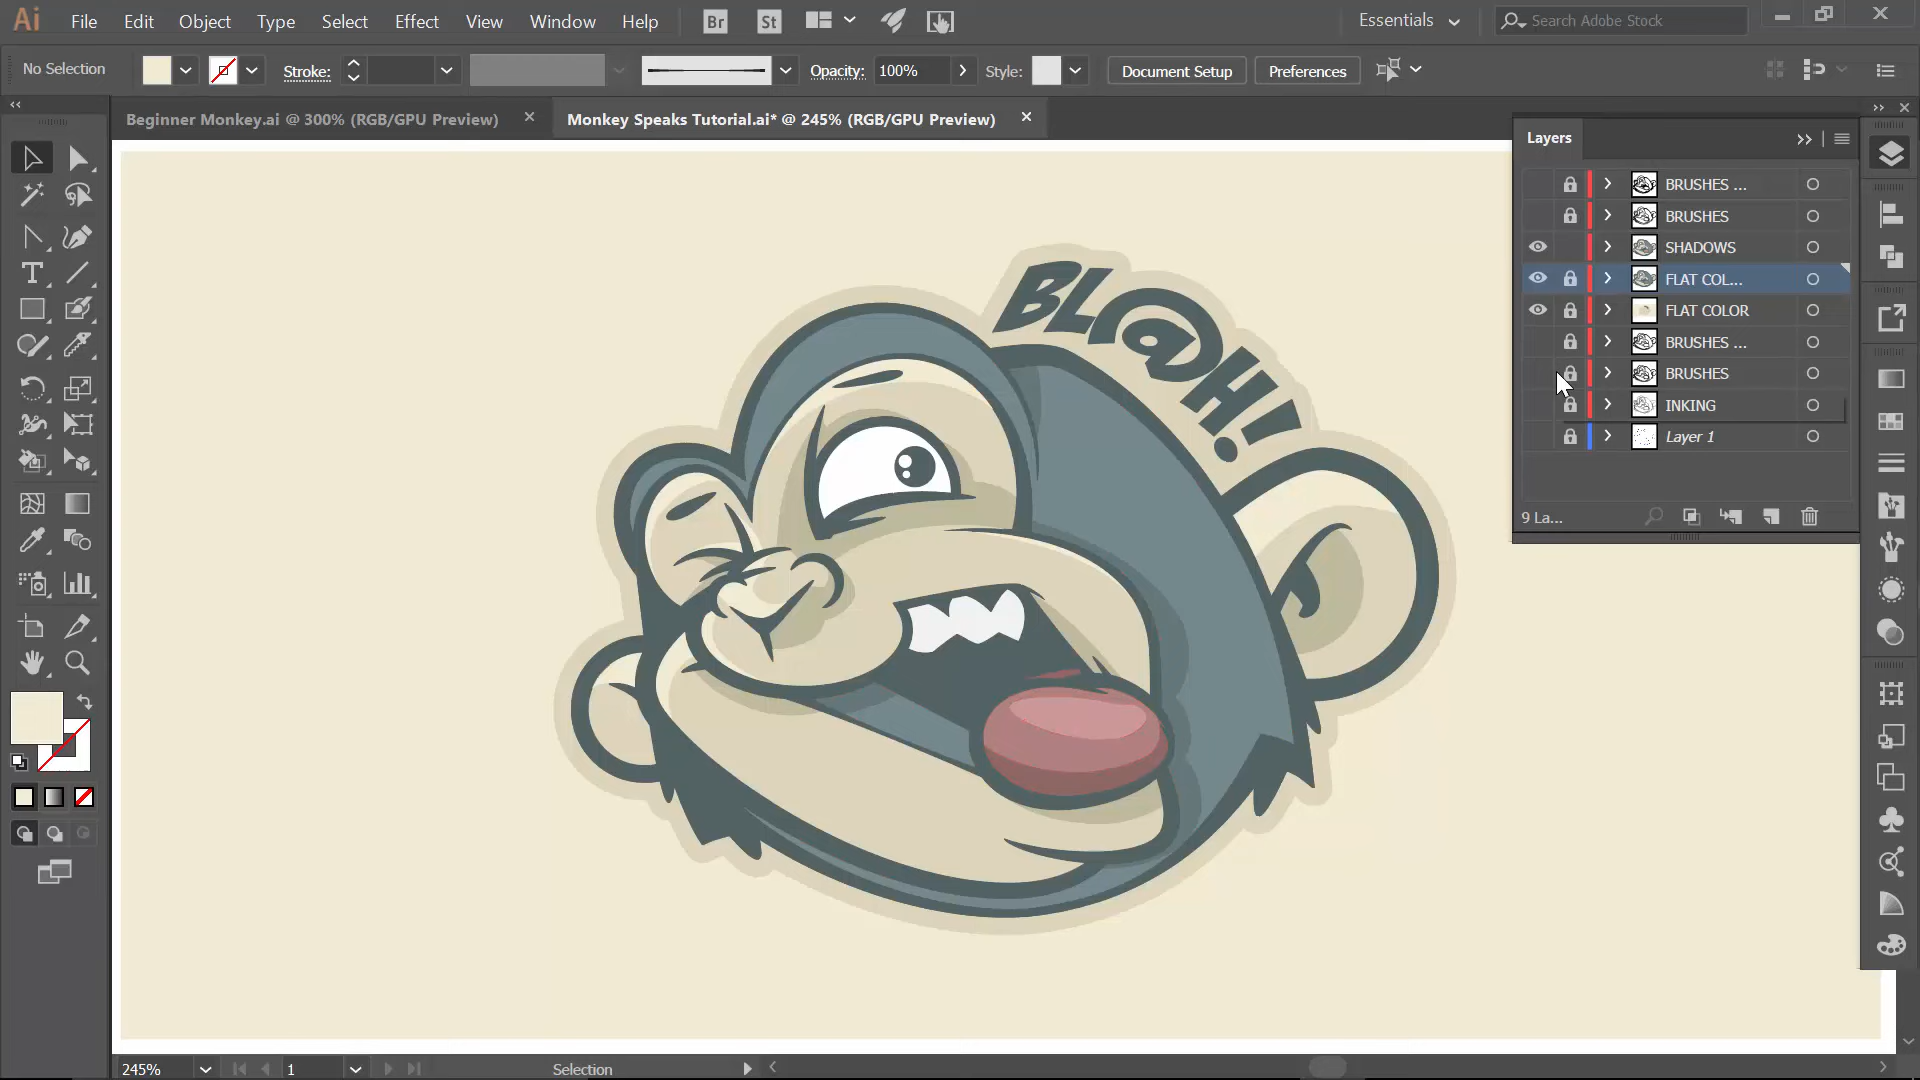 Ai File Edit Object Type Select Effect View Window Help Br St Essentials Search Adobe Stock
No Selection Stroke: Opacity: 100% Style: Document Setup Preferences
Beginner Monkey.ai @ 300% (RGB/GPU Preview) Monkey Speaks Tutorial.ai* @ 245% (RGB/GPU Preview)
Layers
BRUSHES ...
BRUSHES
SHADOWS
FLAT COL...
FLAT COLOR
BRUSHES ...
BRUSHES
INKING
Layer 1
9 La...
BL@H!
245% 1 Selection